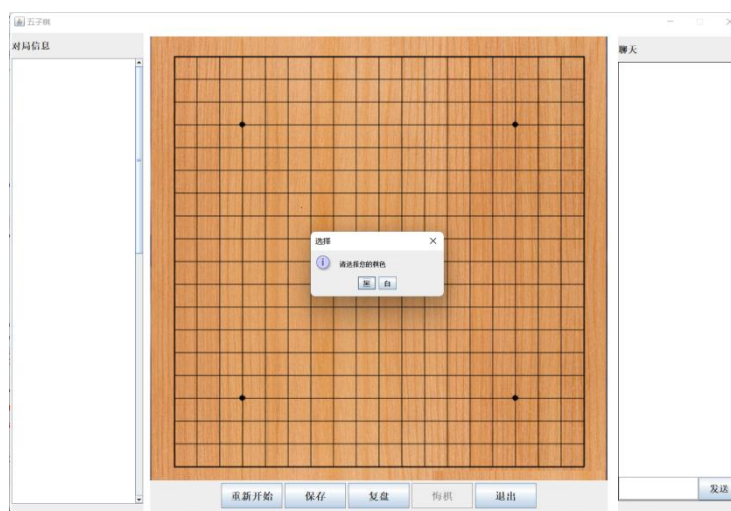 五子棋
对局信息
聊天
选择
请选择您的棋色
黑 白
重新开始 保存 复盘 悔棋 退出
发送